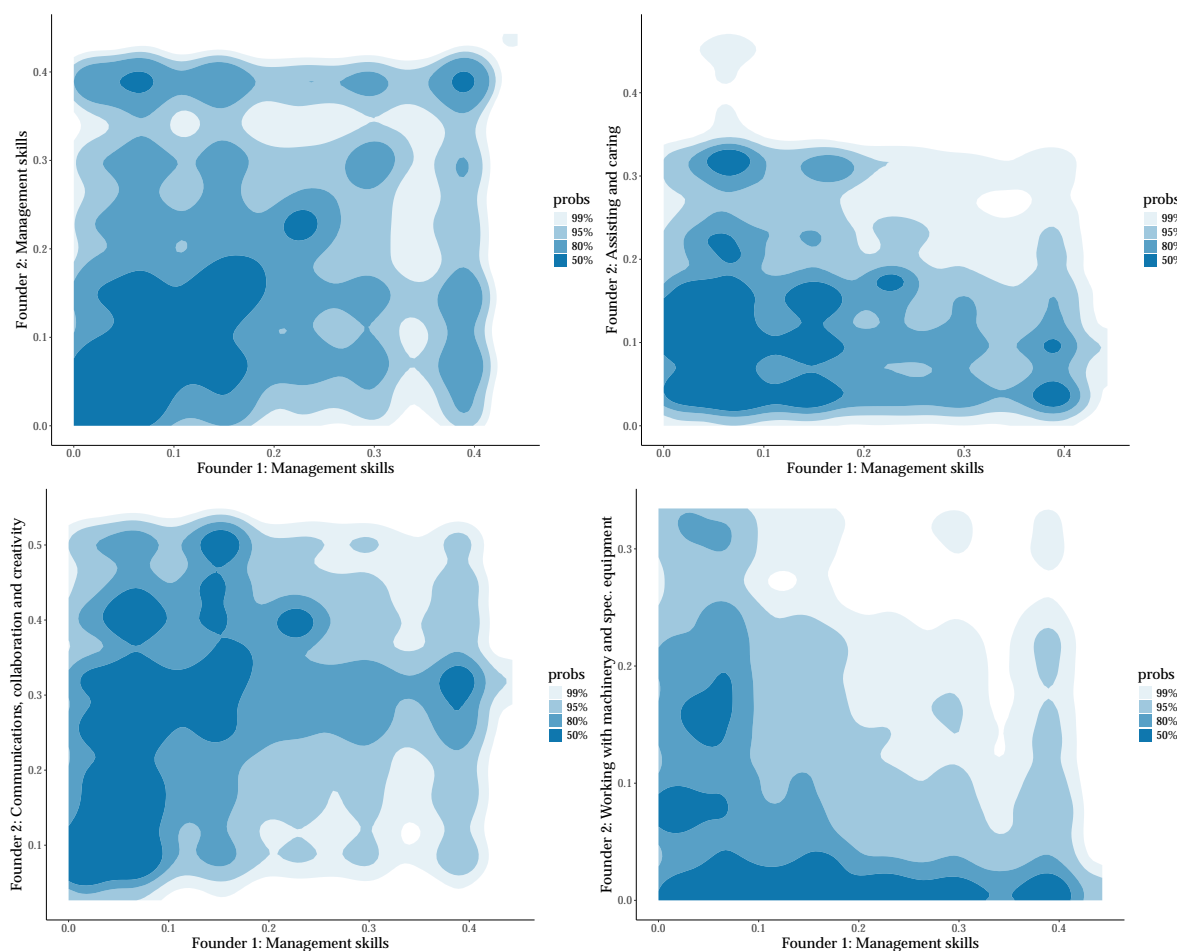 Founder 2: Management skills
0.4
0.3
0.2
0.1
0.0
0.0 0.1 0.2 0.3 0.4
Founder 1: Management skills
probs
99%
95%
80%
50%
Founder 2: Assisting and caring
0.4
0.3
0.2
0.1
0.0
0.0 0.1 0.2 0.3 0.4
Founder 1: Management skills
probs
99%
95%
80%
50%
Founder 2: Communications, collaboration and creativity
0.5
0.4
0.3
0.2
0.1
0.0 0.1 0.2 0.3 0.4
Founder 1: Management skills
probs
99%
95%
80%
50%
Founder 2: Working with machinery and spec. equipment
0.3
0.2
0.1
0.0
0.0 0.1 0.2 0.3 0.4
Founder 1: Management skills
probs
99%
95%
80%
50%